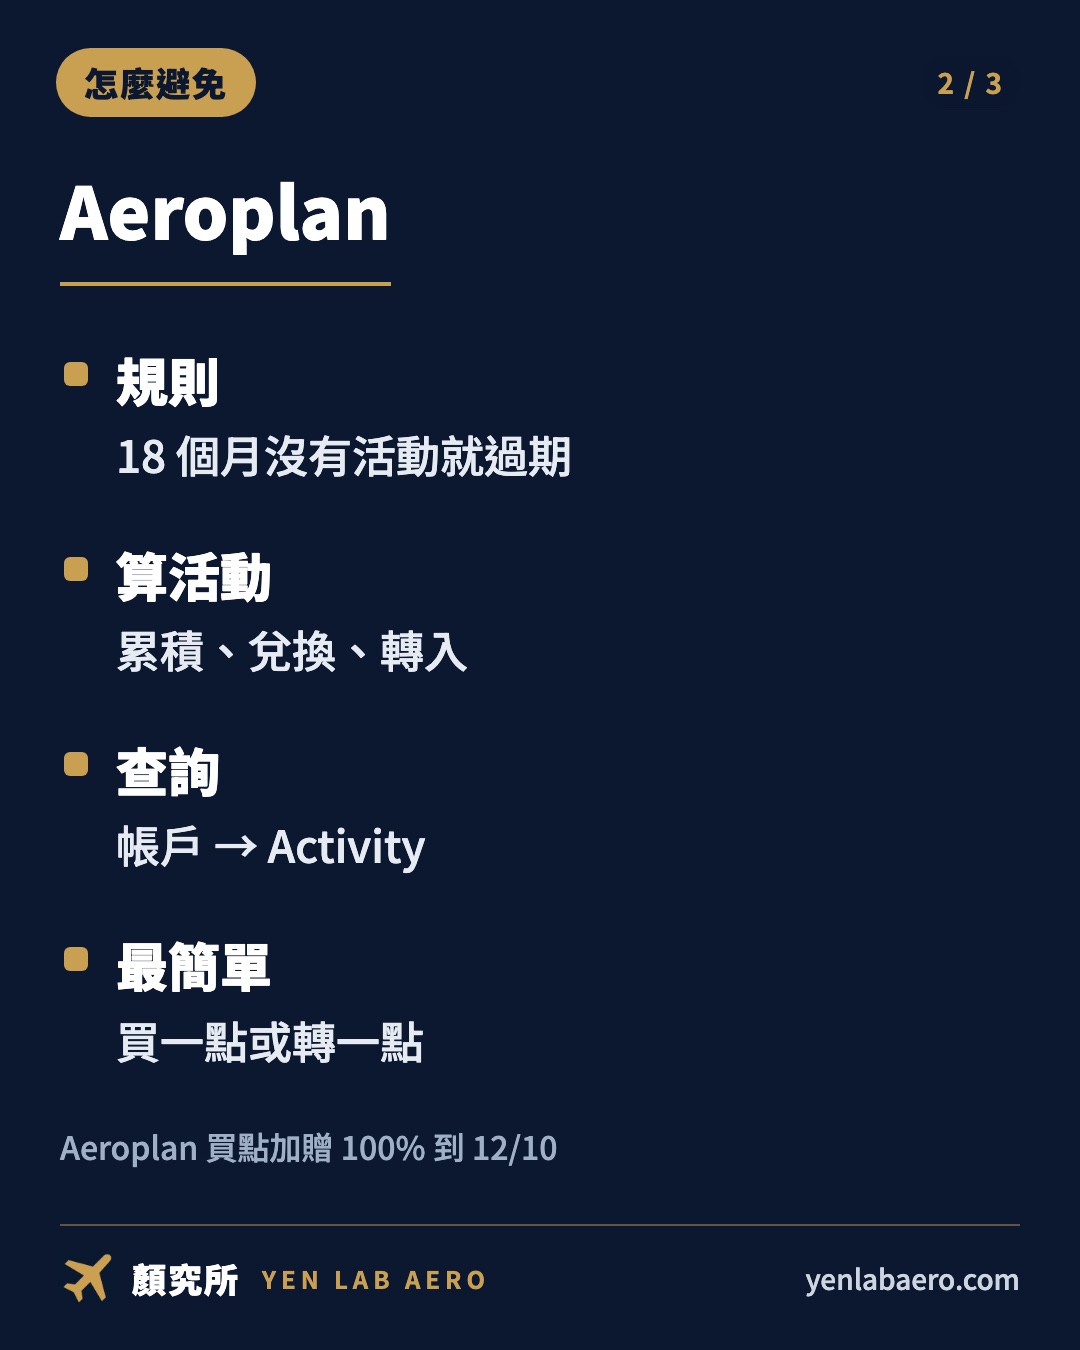 怎麼避免
2 / 3
Aeroplan
規則
18 個月沒有活動就過期
算活動
累積、兌換、轉入
查詢
帳戶 → Activity
最簡單
買一點或轉一點
Aeroplan 買點加贈 100% 到 12/10
顏究所 YEN LAB AERO
yenlabaero.com